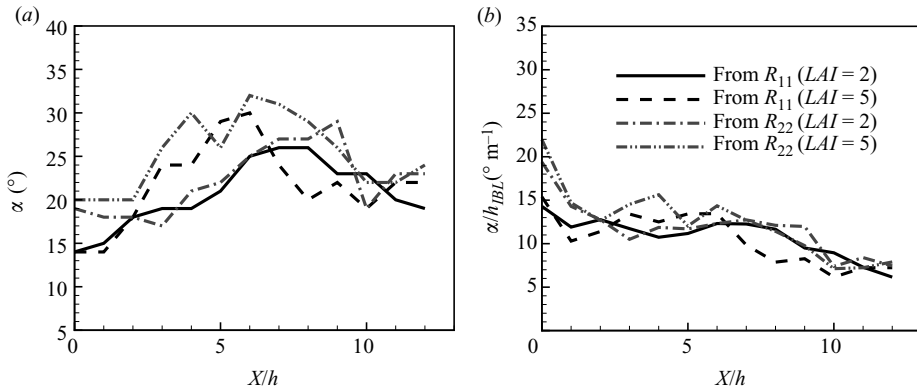 (a)
40
35
30
25
20
15
10
5
α (°)
0
5
10
X/h
(b)
40
35
30
25
20
15
10
5
α/h_IBL (° m⁻¹)
0
5
10
X/h
From R₁₁ (LAI = 2)
From R₁₁ (LAI = 5)
From R₂₂ (LAI = 2)
From R₂₂ (LAI = 5)